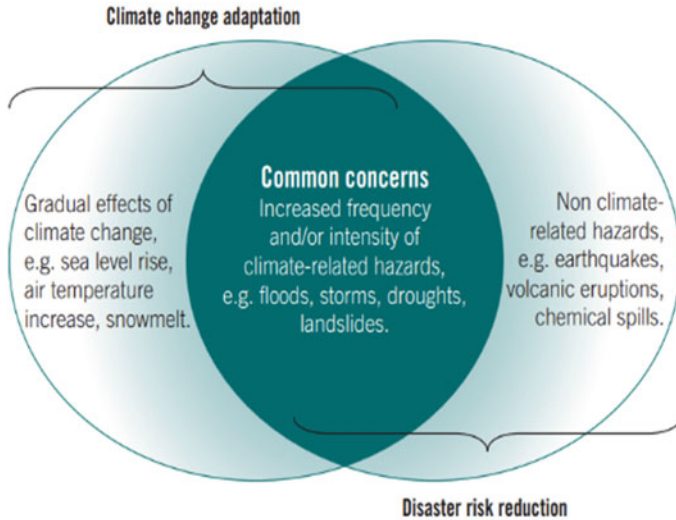 Climate change adaptation
Gradual effects of
climate change,
e.g. sea level rise,
air temperature
increase, snowmelt.
Common concerns
Increased frequency
and/or intensity of
climate-related hazards,
e.g. floods, storms, droughts,
landslides.
Non climate-
related hazards,
e.g. earthquakes,
volcanic eruptions,
chemical spills.
Disaster risk reduction